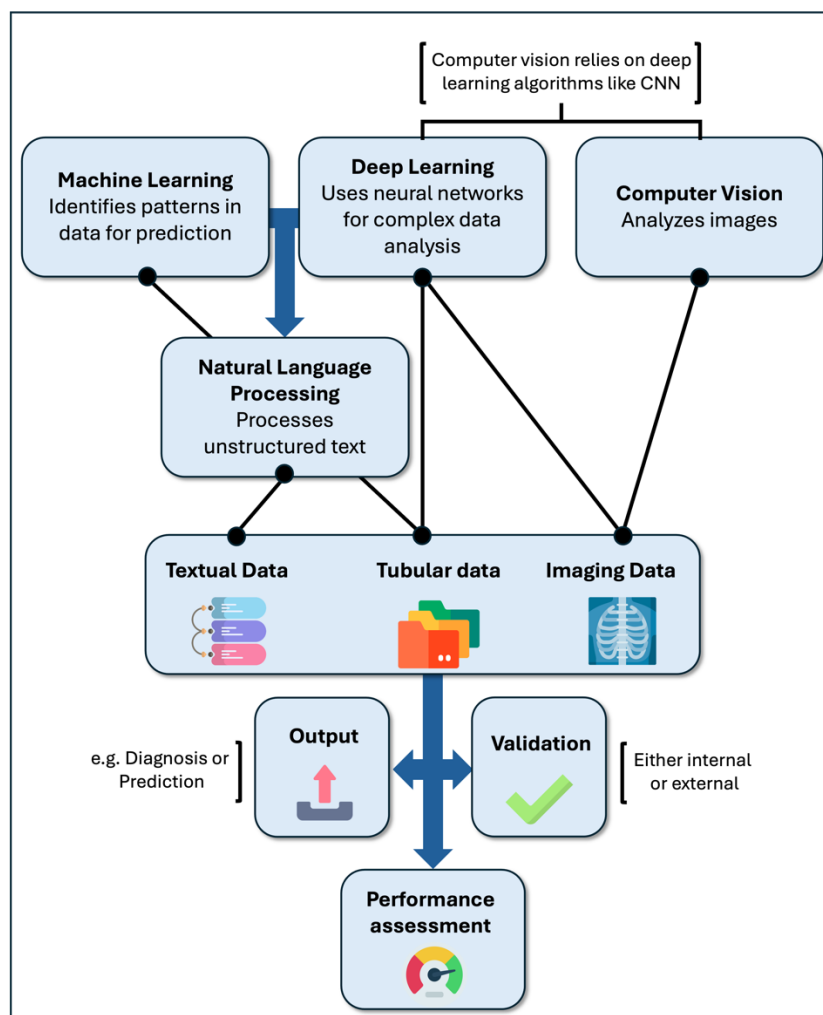 Computer vision relies on deep
learning algorithms like CNN
Machine Learning
Identifies patterns in
data for prediction
Deep Learning
Uses neural networks
for complex data
analysis
Computer Vision
Analyzes images
Natural Language
Processing
Processes
unstructured text
Textual Data
Tubular data
Imaging Data
e.g. Diagnosis or
Prediction
Output
Validation
Either internal
or external
Performance
assessment